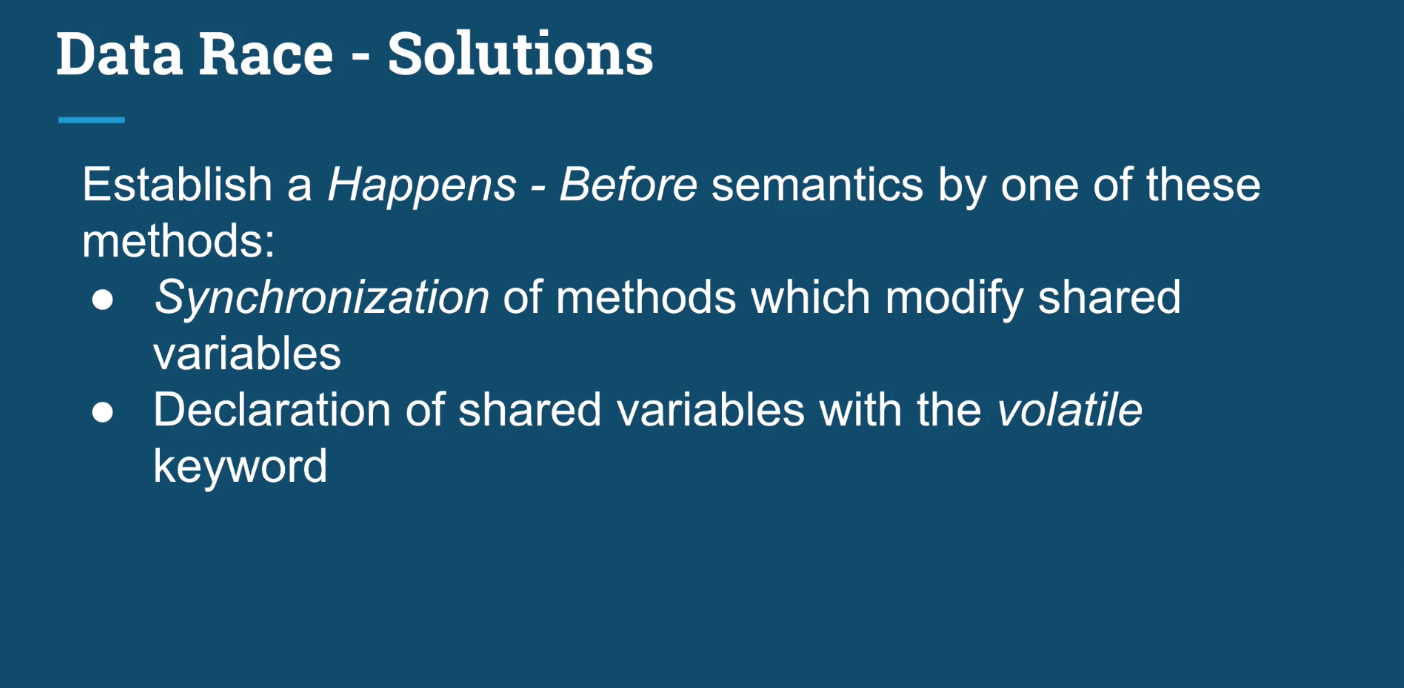 Data Race - Solutions
Establish a Happens - Before semantics by one of these
methods:
● Synchronization of methods which modify shared
variables
● Declaration of shared variables with the volatile
keyword